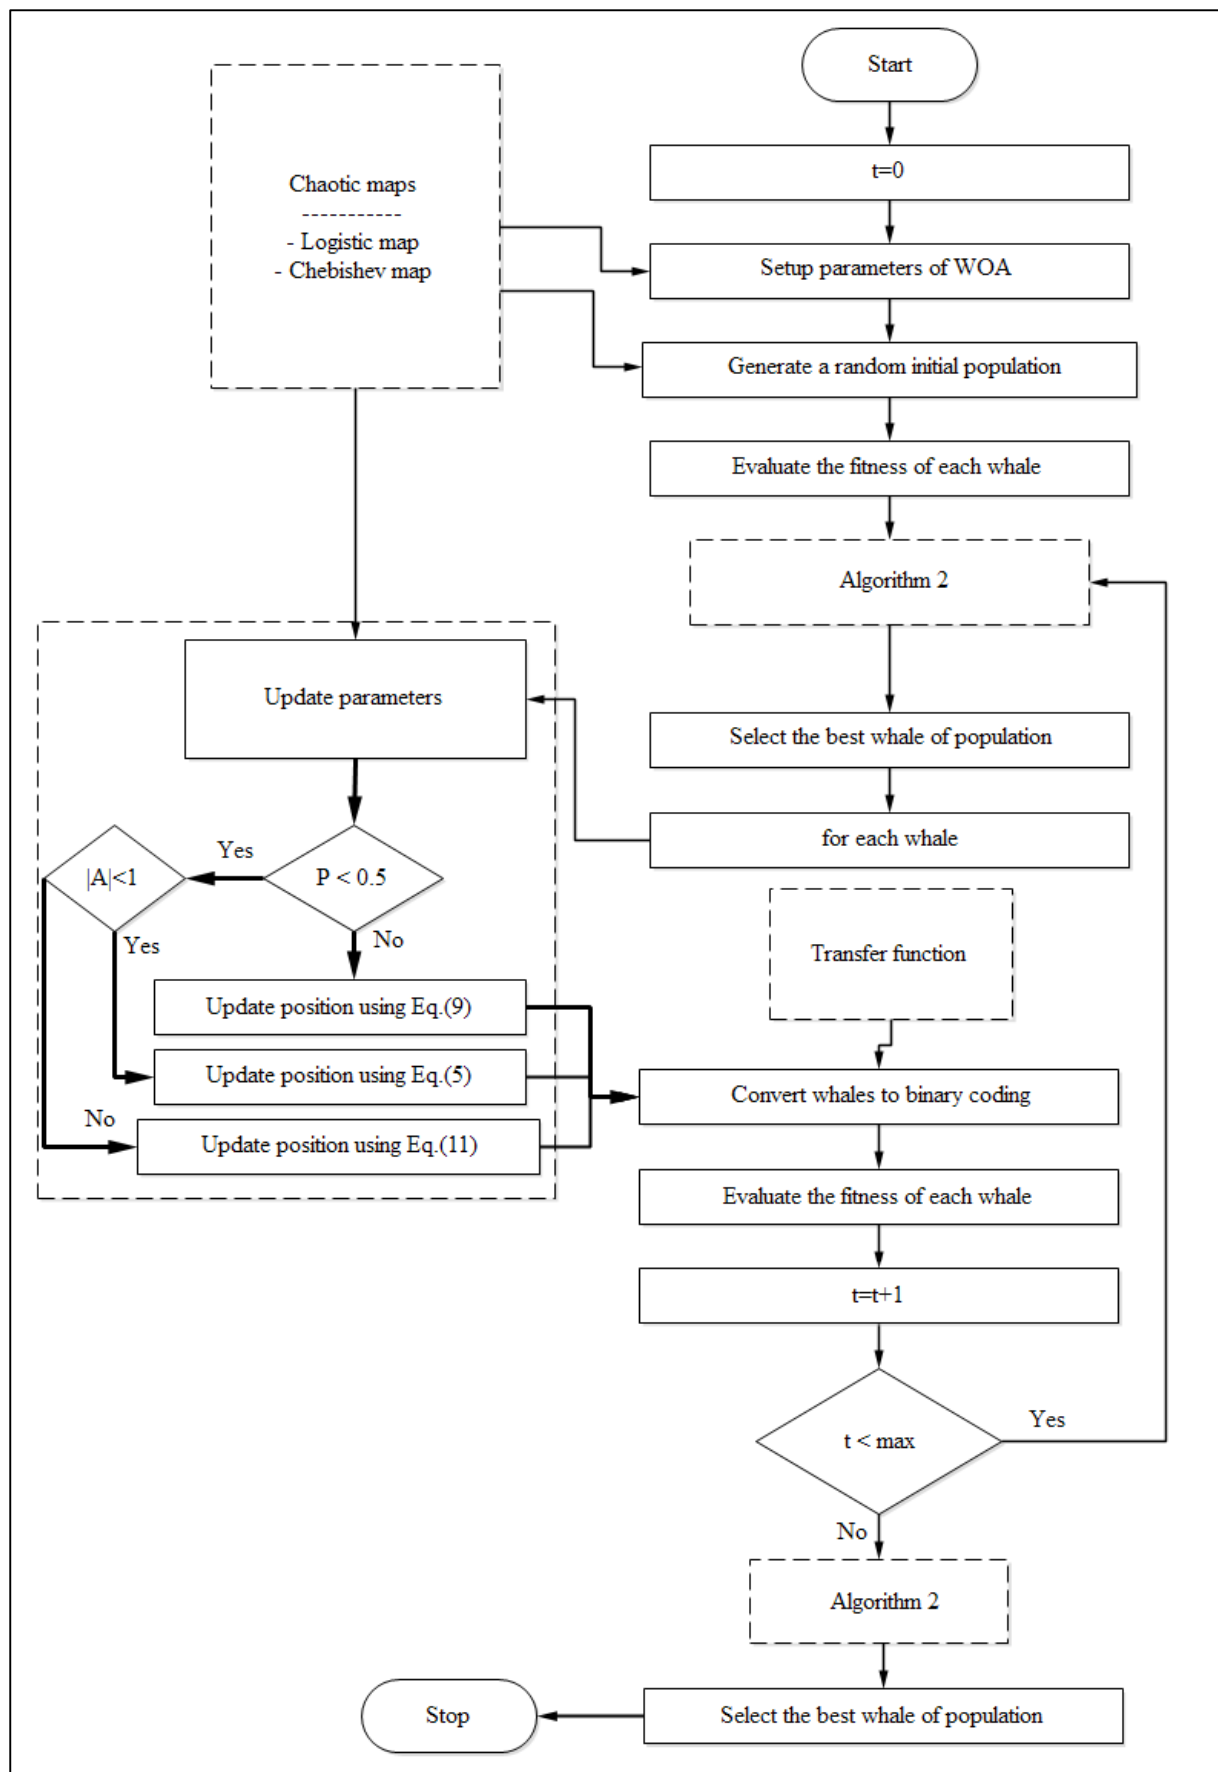 Start
t=0
Chaotic maps
-----------
- Logistic map
- Chebishev map
Setup parameters of WOA
Generate a random initial population
Evaluate the fitness of each whale
Algorithm 2
Select the best whale of population
for each whale
Update parameters
P < 0.5
Yes
|A|<1
Yes
No
No
Update position using Eq.(9)
Update position using Eq.(5)
Update position using Eq.(11)
Transfer function
Convert whales to binary coding
Evaluate the fitness of each whale
t=t+1
t < max
Yes
No
Algorithm 2
Select the best whale of population
Stop